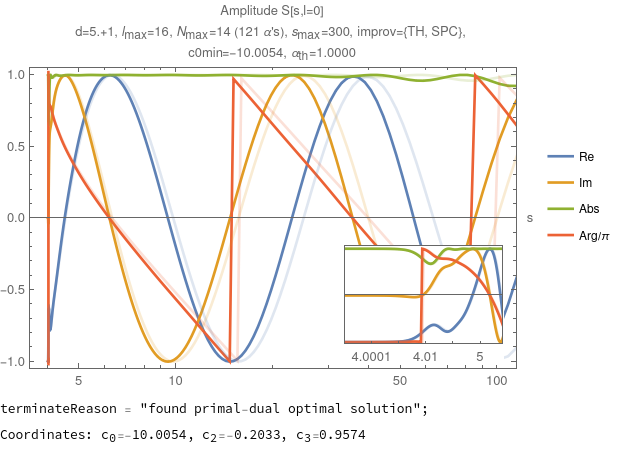 Amplitude S[s,l=0]
d=5.+1, lmax=16, Nmax=14 (121 α's), smax=300, improv={TH, SPC},
c0min=-10.0054, αth=1.0000
1.0
0.5
0.0
-0.5
-1.0
s
Re
Im
Abs
Arg/π
4.0001 4.01 5
5 10 50 100
terminateReason = "found primal-dual optimal solution";
Coordinates: c0=-10.0054, c2=-0.2033, c3=0.9574